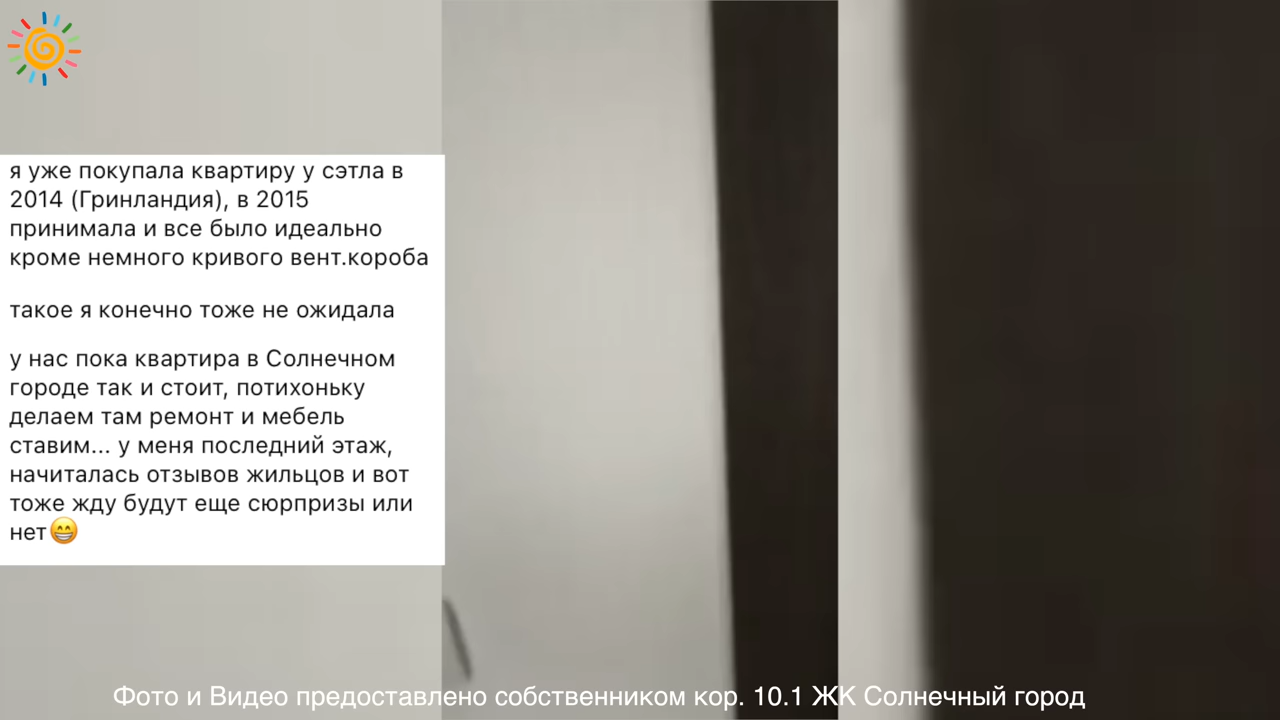 я уже покупала квартиру у сэтла в
2014 (Гринландия), в 2015
принимала и все было идеально
кроме немного кривого вент.короба
такое я конечно тоже не ожидала
у нас пока квартира в Солнечном
городе так и стоит, потихоньку
делаем там ремонт и мебель
ставим... у меня последний этаж,
начиталась отзывов жильцов и вот
тоже жду будут еще сюрпризы или
нет😁
Фото и Видео предоставлено собственником кор. 10.1 ЖК Солнечный город